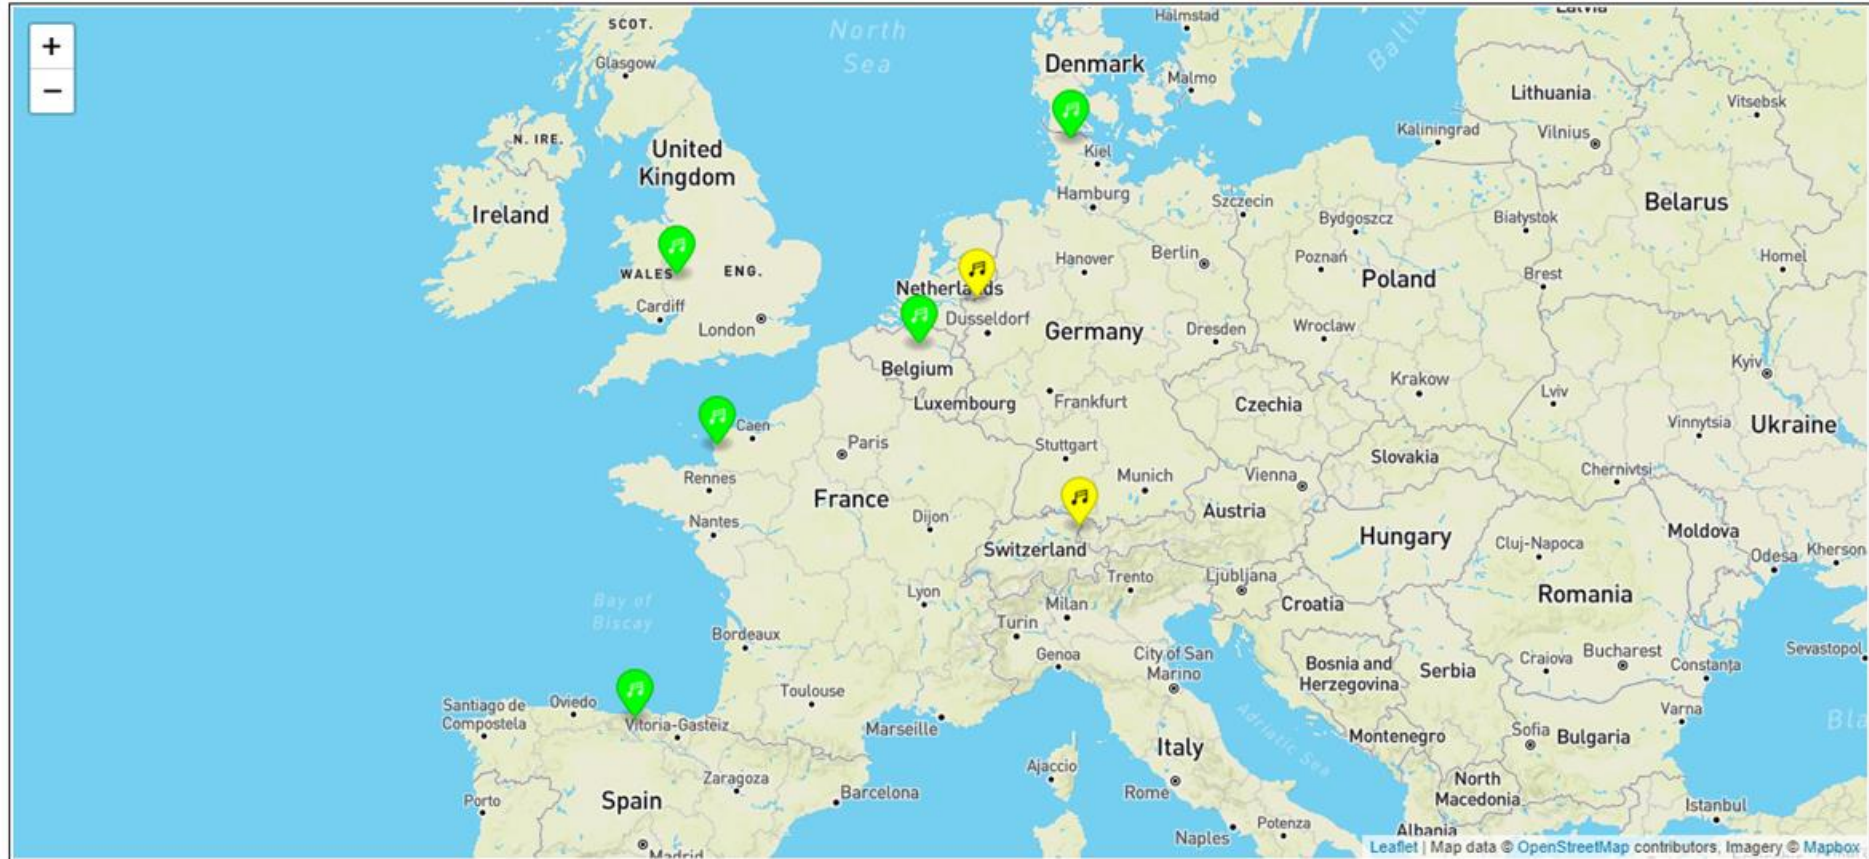 +
−
SCOT.
Glasgow
North
Sea
Halmstad
Denmark
Malmo
Latvia
Lithuania
Vitsebsk
Kaliningrad
Vilnius
N. IRE.
United
Kingdom
Kiel
Hamburg
Szczecin
Ireland
Bydgoszcz
Białystok
Belarus
WALES
ENG.
Netherlands
Hanover
Berlin
Poznań
Poland
Brest
Homel
Cardiff
London
Dusseldorf
Germany
Dresden
Wroclaw
Belgium
Kyiv
Luxembourg
Frankfurt
Czechia
Krakow
Lviv
Caen
Paris
Stuttgart
Vinnytsia
Ukraine
Slovakia
Rennes
Munich
Vienna
Chernivtsi
France
Austria
Nantes
Dijon
Switzerland
Hungary
Cluj-Napoca
Moldova
Odesa
Kherson
Bay of
Biscay
Lyon
Trento
Ljubljana
Milan
Croatia
Romania
Turin
Bordeaux
Genoa
City of San
Marino
Bosnia and
Herzegovina
Serbia
Craiova
Bucharest
Constanța
Sevastopol
Toulouse
Santiago de
Compostela
Oviedo
Vitoria-Gasteiz
Marseille
Adriatic Sea
Montenegro
Sofia
Bulgaria
Varna
Italy
Ajaccio
Rome
North
Macedonia
Zaragoza
Porto
Spain
Barcelona
Istanbul
Naples
Potenza
Albania
Madrid
Leaflet | Map data © OpenStreetMap contributors, Imagery © Mapbox